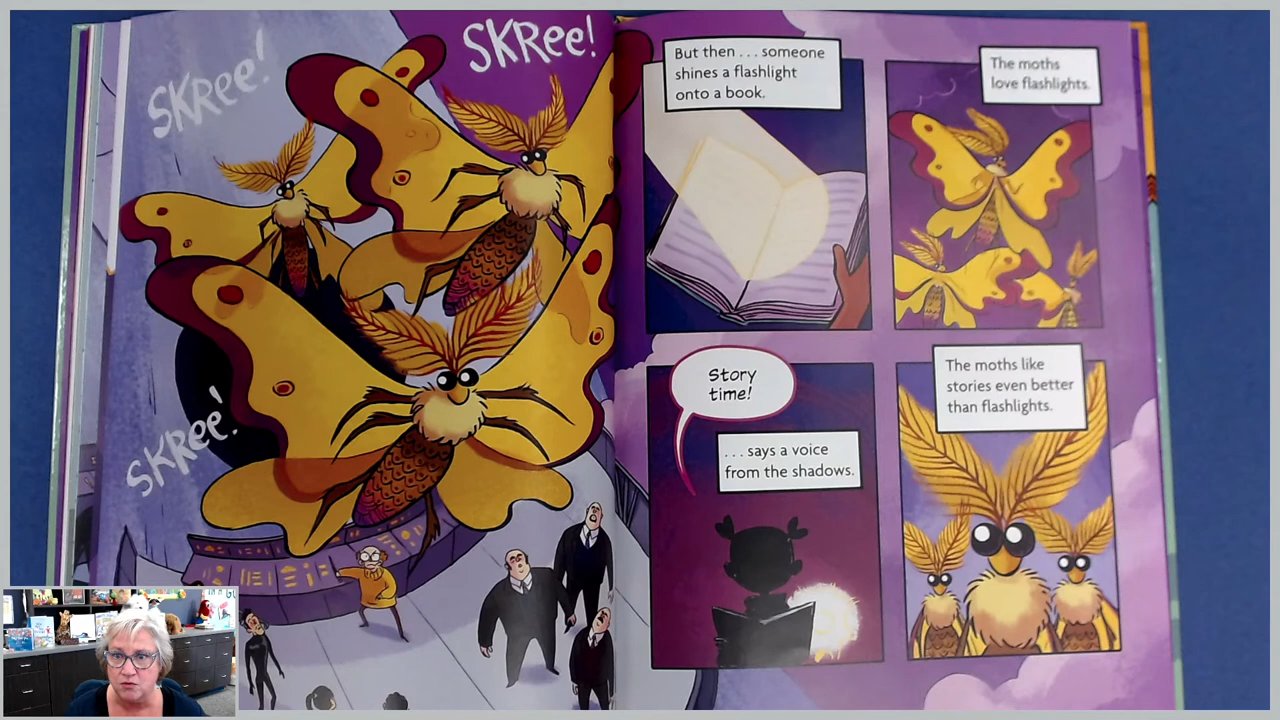 SKRee!
SKRee!
SKRee!
But then . . . someone
shines a flashlight
onto a book.
The moths
love flashlights.
Story
time!
. . . says a voice
from the shadows.
The moths like
stories even better
than flashlights.